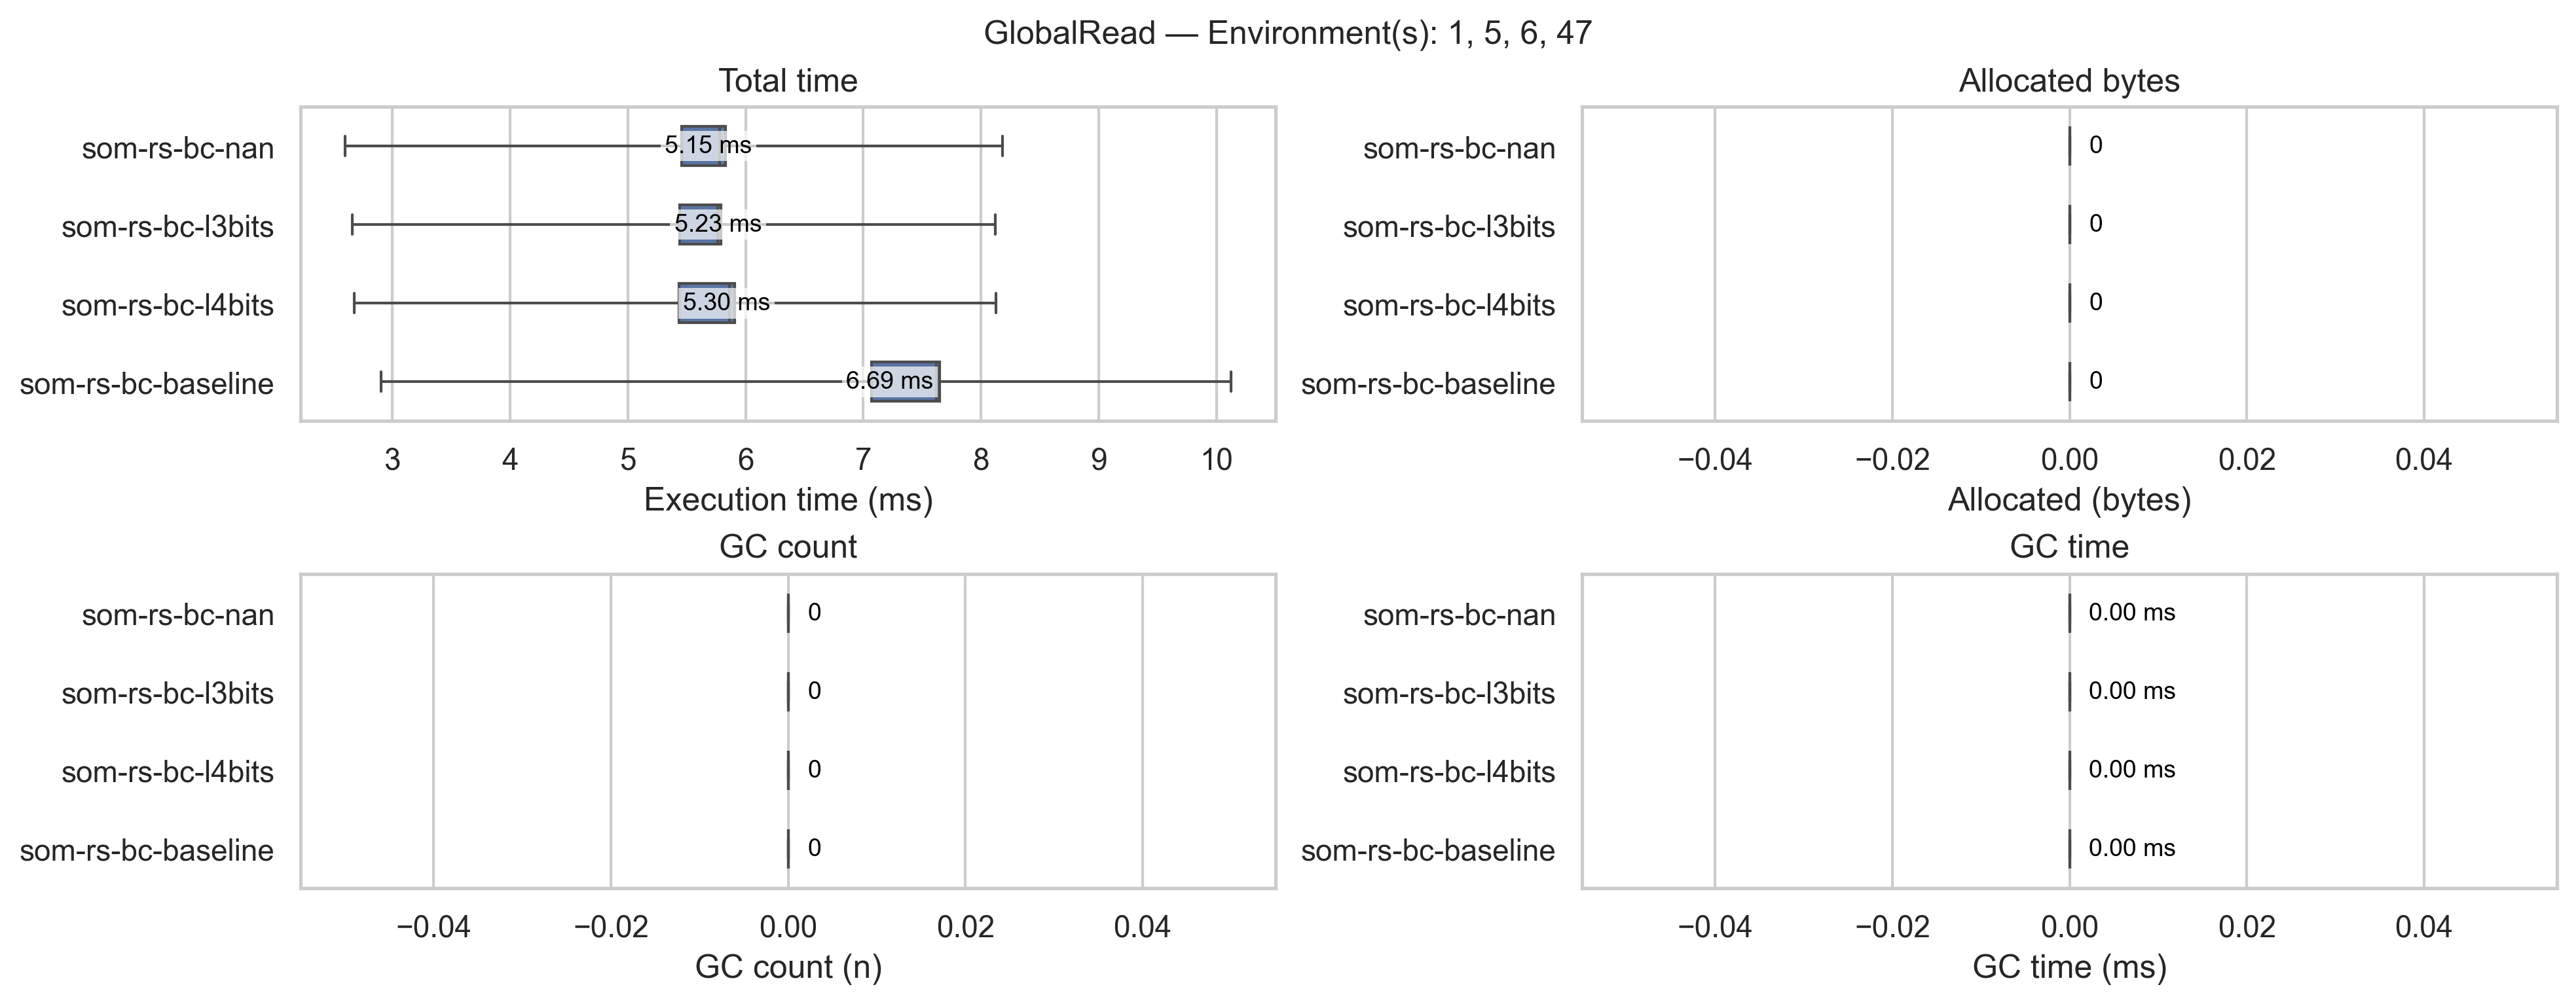 GlobalRead — Environment(s): 1, 5, 6, 47
Total time
som-rs-bc-nan
5.15 ms
som-rs-bc-l3bits
5.23 ms
som-rs-bc-l4bits
5.30 ms
som-rs-bc-baseline
6.69 ms
3 4 5 6 7 8 9 10
Execution time (ms)
Allocated bytes
som-rs-bc-nan
0
som-rs-bc-l3bits
0
som-rs-bc-l4bits
0
som-rs-bc-baseline
0
−0.04 −0.02 0.00 0.02 0.04
Allocated (bytes)
GC count
som-rs-bc-nan
0
som-rs-bc-l3bits
0
som-rs-bc-l4bits
0
som-rs-bc-baseline
0
−0.04 −0.02 0.00 0.02 0.04
GC count (n)
GC time
som-rs-bc-nan
0.00 ms
som-rs-bc-l3bits
0.00 ms
som-rs-bc-l4bits
0.00 ms
som-rs-bc-baseline
0.00 ms
−0.04 −0.02 0.00 0.02 0.04
GC time (ms)